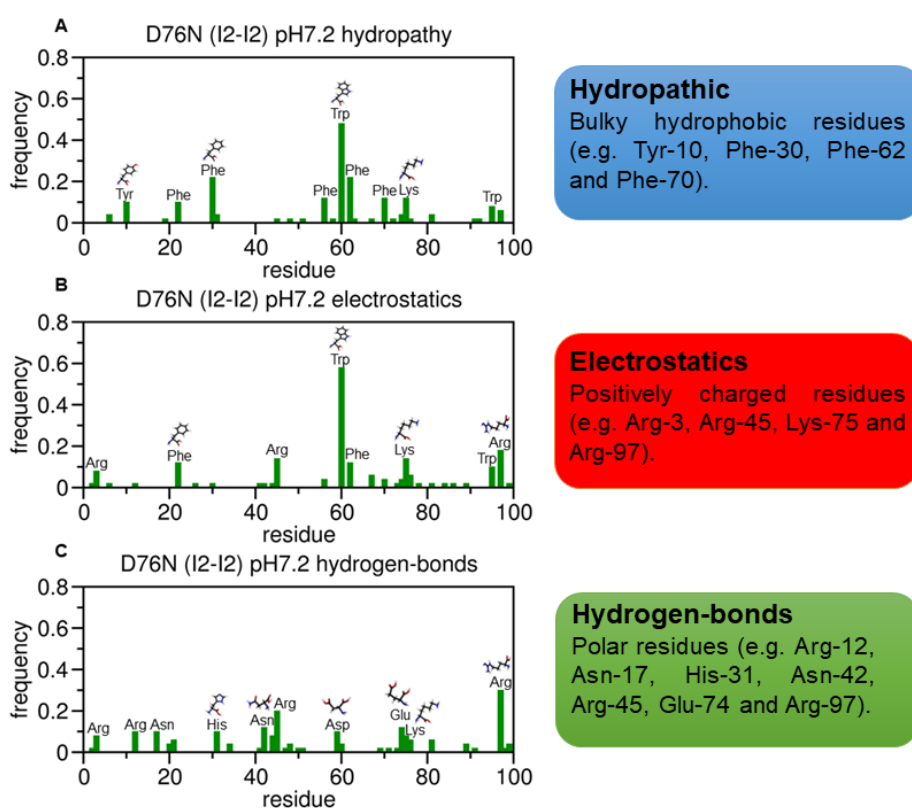 A
D76N (I2-I2) pH7.2 hydropathy
frequency
0.8
0.6
0.4
0.2
0
Tyr
Phe
Phe
Phe
Trp
Phe
Phe
Lys
Trp
0
20
40
60
80
100
residue
Hydropathic
Bulky hydrophobic residues
(e.g. Tyr-10, Phe-30, Phe-62
and Phe-70).
B
D76N (I2-I2) pH7.2 electrostatics
frequency
0.8
0.6
0.4
0.2
0
Arg
Phe
Arg
Trp
Phe
Lys
Trp
Arg
0
20
40
60
80
100
residue
Electrostatics
Positively charged residues
(e.g. Arg-3, Arg-45, Lys-75 and
Arg-97).
C
D76N (I2-I2) pH7.2 hydrogen-bonds
frequency
0.8
0.6
0.4
0.2
0
Arg
Arg
Asn
His
Asn
Arg
Asp
Glu
Lys
Arg
0
20
40
60
80
100
residue
Hydrogen-bonds
Polar residues (e.g. Arg-12,
Asn-17, His-31, Asn-42,
Arg-45, Glu-74 and Arg-97).